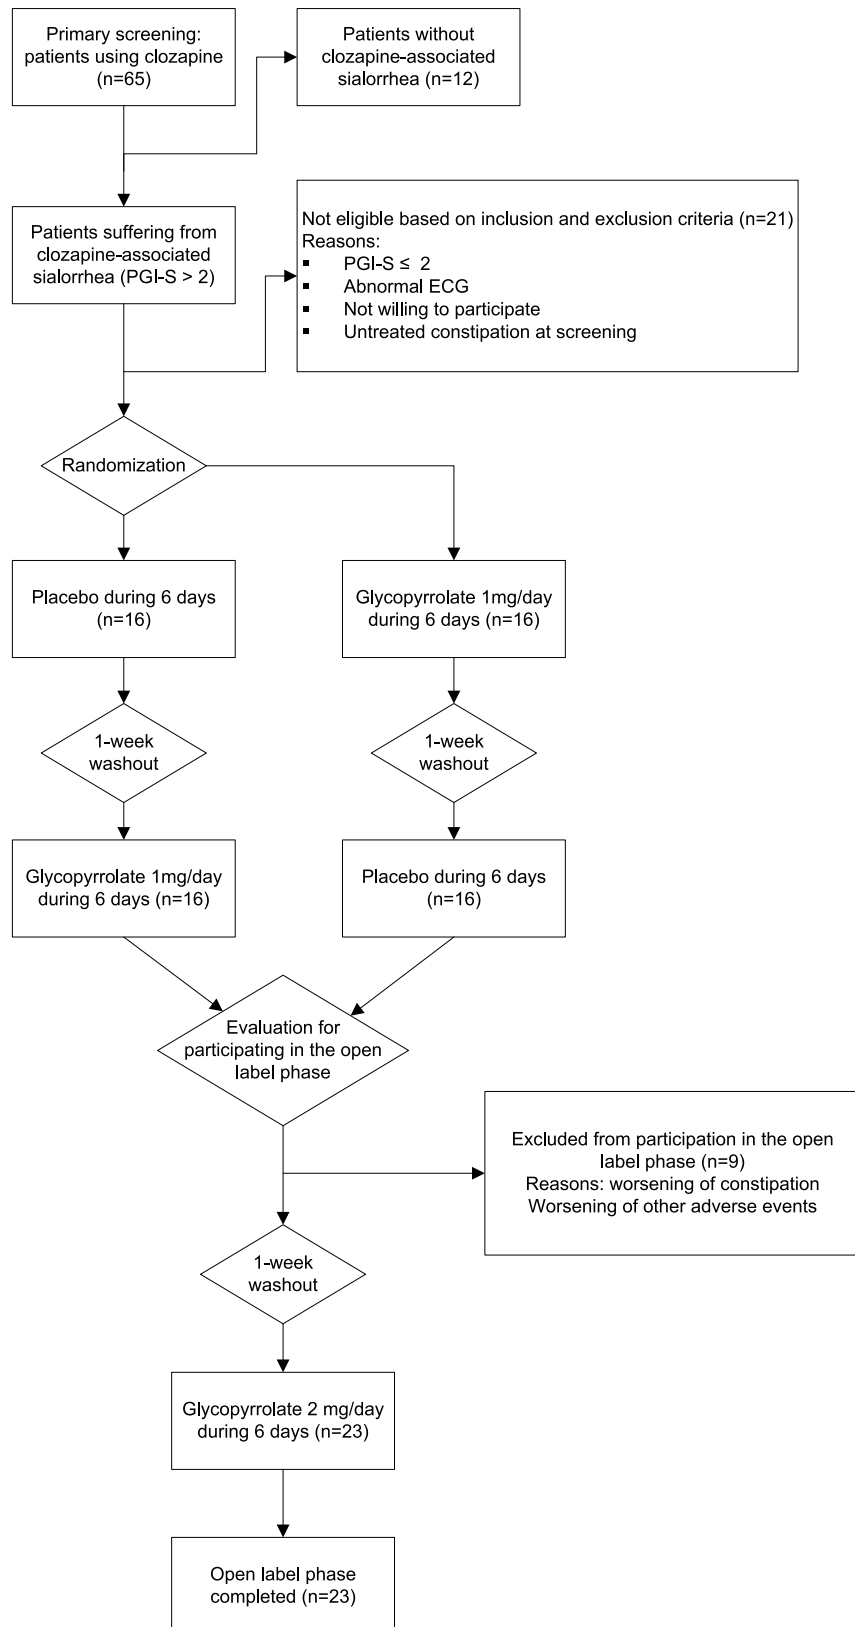 Primary screening:
patients using clozapine
(n=65)
Patients without
clozapine-associated
sialorrhea (n=12)
Patients suffering from
clozapine-associated
sialorrhea (PGI-S > 2)
Not eligible based on inclusion and exclusion criteria (n=21)
Reasons:
▪ PGI-S ≤ 2
▪ Abnormal ECG
▪ Not willing to participate
▪ Untreated constipation at screening
Randomization
Placebo during 6 days
(n=16)
Glycopyrrolate 1mg/day
during 6 days (n=16)
1-week
washout
1-week
washout
Glycopyrrolate 1mg/day
during 6 days (n=16)
Placebo during 6 days
(n=16)
Evaluation for
participating in the open
label phase
Excluded from participation in the open
label phase (n=9)
Reasons: worsening of constipation
Worsening of other adverse events
1-week
washout
Glycopyrrolate 2 mg/day
during 6 days (n=23)
Open label phase
completed (n=23)